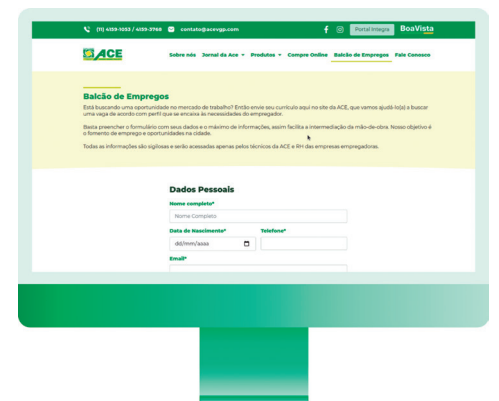 (11) 4159-1053 / 4159-3768 contato@acevgp.com Portal Integra BoaVista
ACE Sobre nós Jornal da Ace Produtos Compre Online Balcão de Empregos Fale Conosco
Balcão de Empregos
Está buscando uma oportunidade no mercado de trabalho? Então envie seu currículo aqui no site da ACE, que vamos ajudá-lo(a) a buscar
uma vaga de acordo com perfil que se encaixa às necessidades do empregador.
Basta preencher o formulário com seus dados e o máximo de informações, assim facilita a intermediação da mão-de-obra. Nosso objetivo é
o fomento de emprego e oportunidades na cidade.
Todas as informações são sigilosas e serão acessadas apenas pelos técnicos da ACE e RH das empresas empregadoras.
Dados Pessoais
Nome completo*
Nome Completo
Data de Nascimento* Telefone*
dd/mm/aaaa
Email*